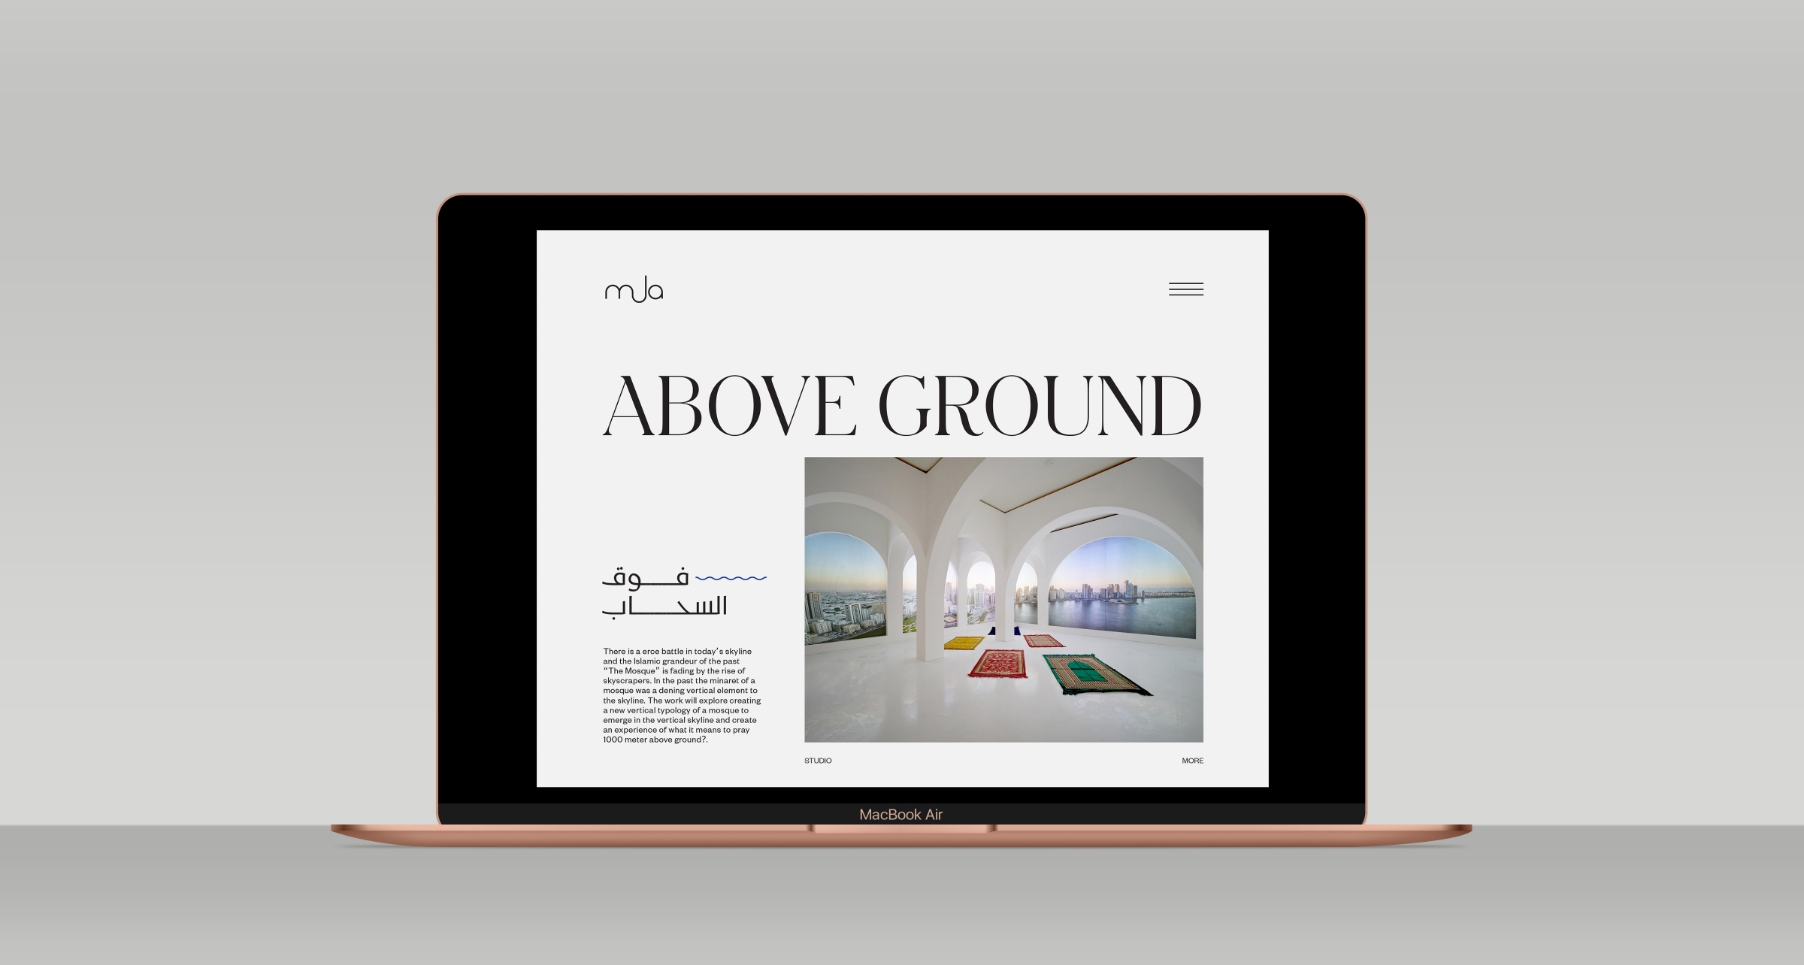 mja
ABOVE GROUND
فوق
السحاب
There is a eroe battle in today's skyline
and the Islamic grandeur of the past
"The Mosque" is fading by the rise of
skyscrapers. In the past the minaret of a
mosque was a dening vertical element to
the skyline. The work will explore creating
a new vertical typology of a mosque to
emerge in the vertical skyline and create
an experience of what it means to pray
1000 meter above ground?.
STUDIO
MORE
MacBook Air